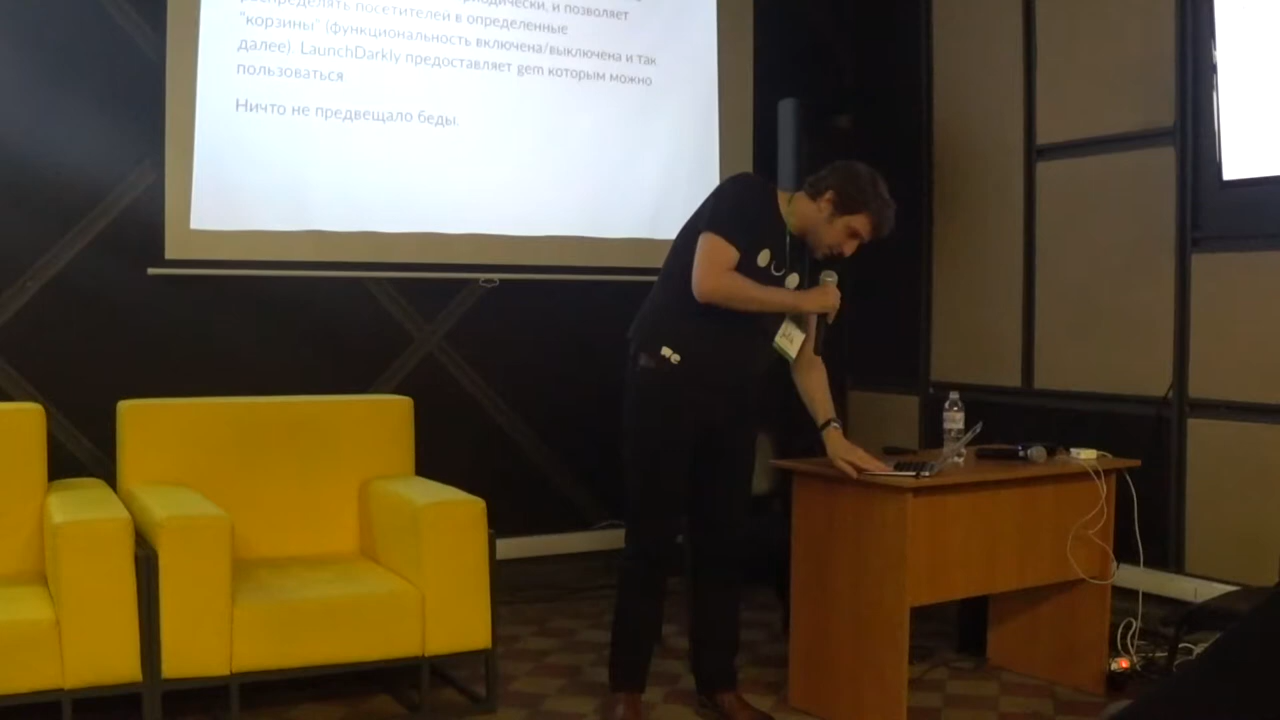 периодически, и позволяет
распределять посетителей в определенные
"корзины" (функциональность включена/выключена и так
далее). LaunchDarkly предоставляет gem которым можно
пользоваться
Ничто не предвещало беды.
we